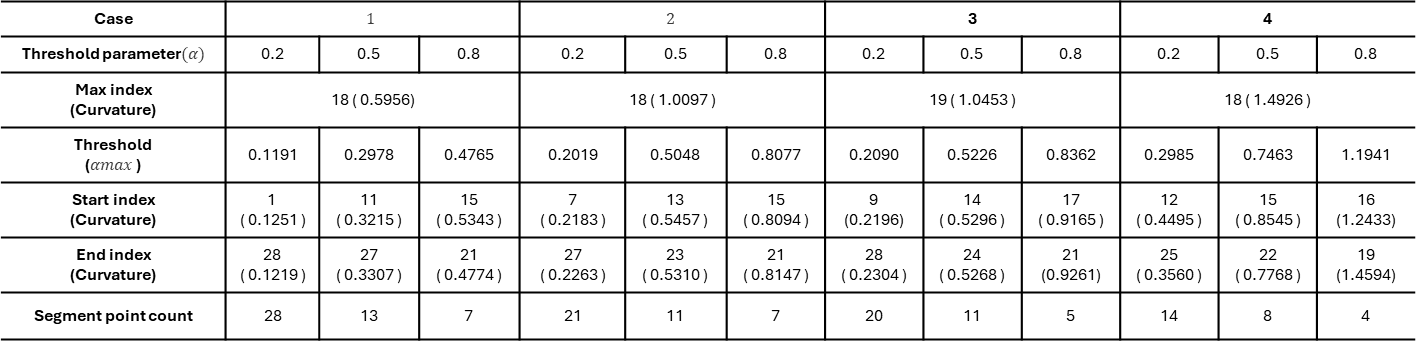 Case 1 2 3 4
Threshold parameter(α) 0.2 0.5 0.8 0.2 0.5 0.8 0.2 0.5 0.8 0.2 0.5 0.8
Max index
(Curvature) 18 ( 0.5956) 18 ( 1.0097 ) 19 ( 1.0453 ) 18 ( 1.4926 )
Threshold
(αmax ) 0.1191 0.2978 0.4765 0.2019 0.5048 0.8077 0.2090 0.5226 0.8362 0.2985 0.7463 1.1941
Start index 1 11 15 7 13 15 9 14 17 12 15 16
(Curvature) ( 0.1251 ) ( 0.3215 ) ( 0.5343 ) ( 0.2183 ) ( 0.5457 ) ( 0.8094 ) (0.2196) ( 0.5296 ) ( 0.9165 ) ( 0.4495 ) ( 0.8545 ) (1.2433)
End index 28 27 21 27 23 21 28 24 21 25 22 19
(Curvature) ( 0.1219 ) ( 0.3307 ) ( 0.4774 ) ( 0.2263 ) ( 0.5310 ) ( 0.8147 ) ( 0.2304 ) ( 0.5268 ) (0.9261) ( 0.3560 ) ( 0.7768 ) (1.4594)
Segment point count 28 13 7 21 11 7 20 11 5 14 8 4